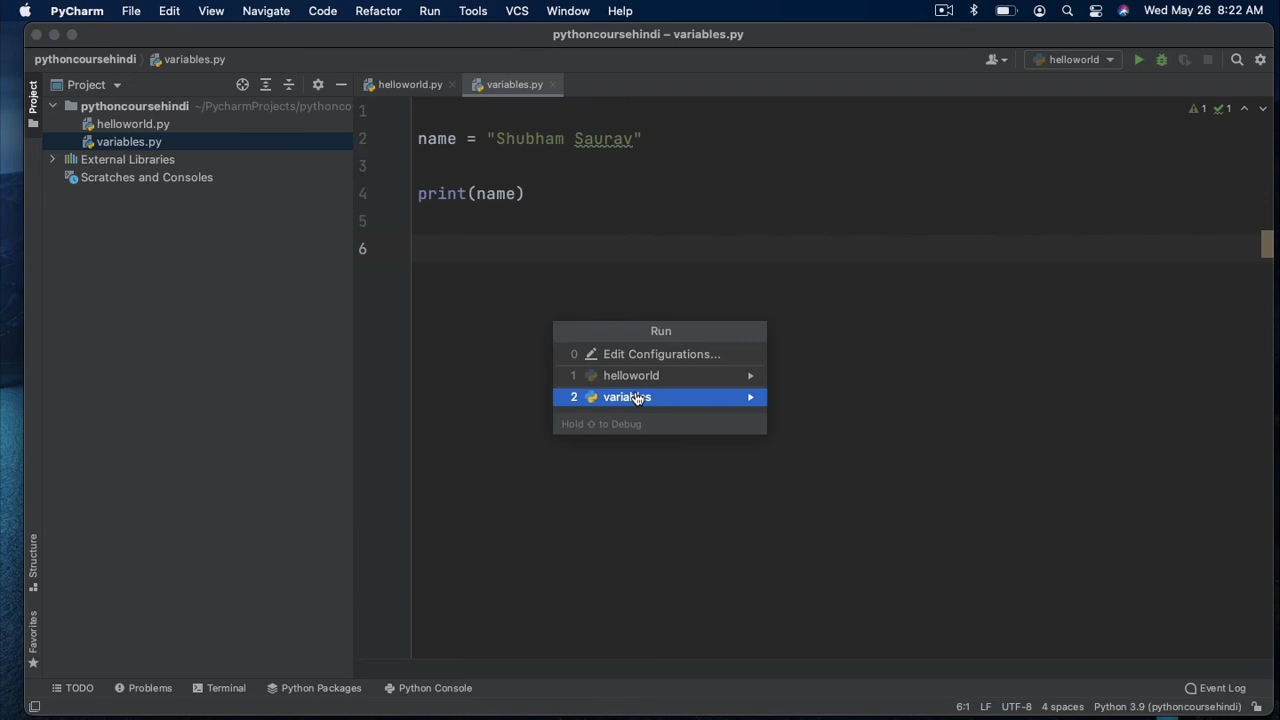 PyCharm File Edit View Navigate Code Refactor Run Tools VCS Window Help Wed May 26 8:22 AM
pythoncoursehindi – variables.py
pythoncoursehindi variables.py helloworld
Project helloworld.py variables.py
Project
pythoncoursehindi ~/PycharmProjects/pythonco
helloworld.py
variables.py
External Libraries
Scratches and Consoles
1 1 1
2 name = "Shubham Saurav"
3
4 print(name)
5
6
Run
0 Edit Configurations...
1 helloworld
2 variables
Hold ⇧ to Debug
Structure
Favorites
TODO Problems Terminal Python Packages Python Console Event Log
6:1 LF UTF-8 4 spaces Python 3.9 (pythoncoursehindi)